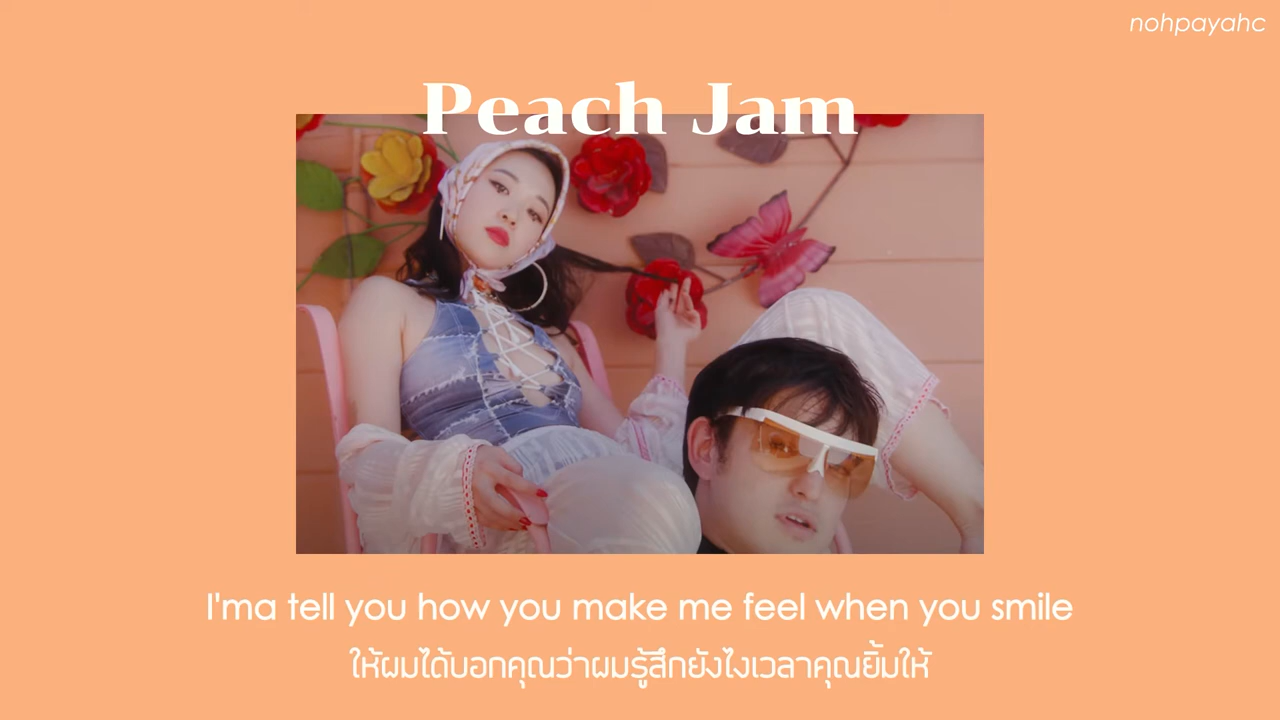 nohpayahc
Peach Jam
I'ma tell you how you make me feel when you smile
ให้ผมได้บอกคุณว่าผมรู้สึกยังไงเวลาคุณยิ้มให้